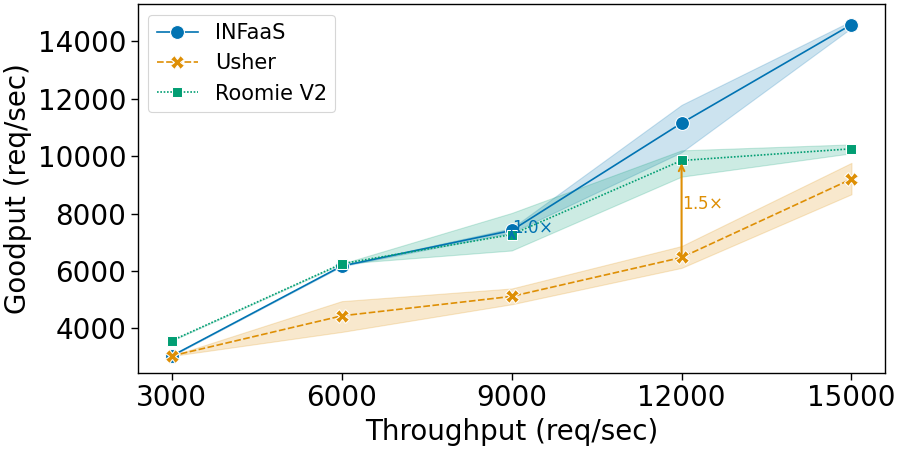 INFaaS
Usher
Roomie V2
Goodput (req/sec)
14000
12000
10000
8000
6000
4000
1.0×
1.5×
3000
6000
9000
12000
15000
Throughput (req/sec)